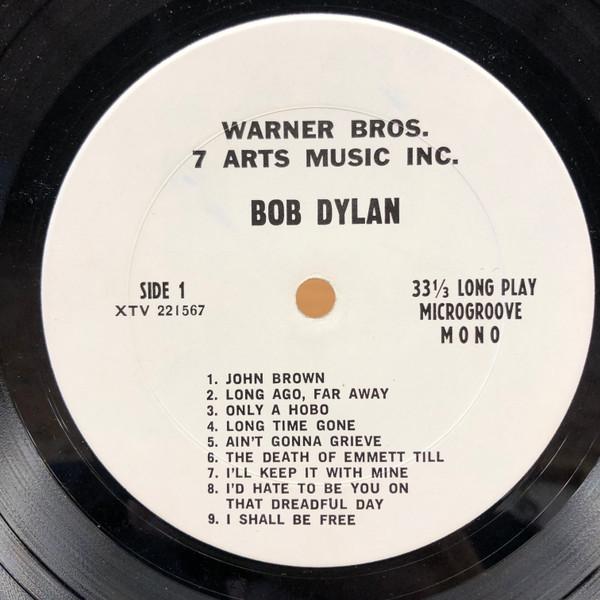 WARNER BROS.
7 ARTS MUSIC INC.
BOB DYLAN
SIDE 1
XTV 221567
33⅓ LONG PLAY
MICROGROOVE
MONO
1. JOHN BROWN
2. LONG AGO, FAR AWAY
3. ONLY A HOBO
4. LONG TIME GONE
5. AIN'T GONNA GRIEVE
6. THE DEATH OF EMMETT TILL
7. I'LL KEEP IT WITH MINE
8. I'D HATE TO BE YOU ON
THAT DREADFUL DAY
9. I SHALL BE FREE